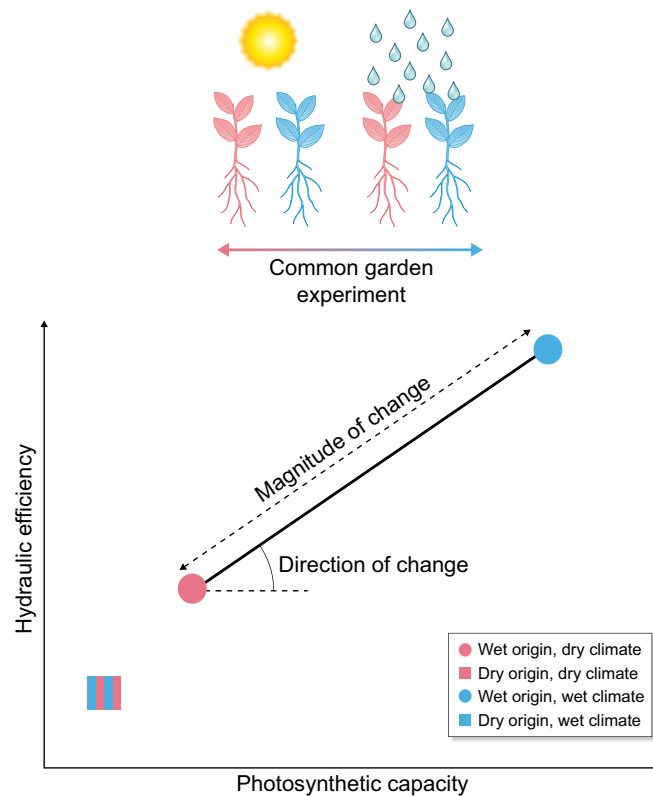 Common garden
experiment
Magnitude of change
Direction of change
Hydraulic efficiency
Wet origin, dry climate
Dry origin, dry climate
Wet origin, wet climate
Dry origin, wet climate
Photosynthetic capacity